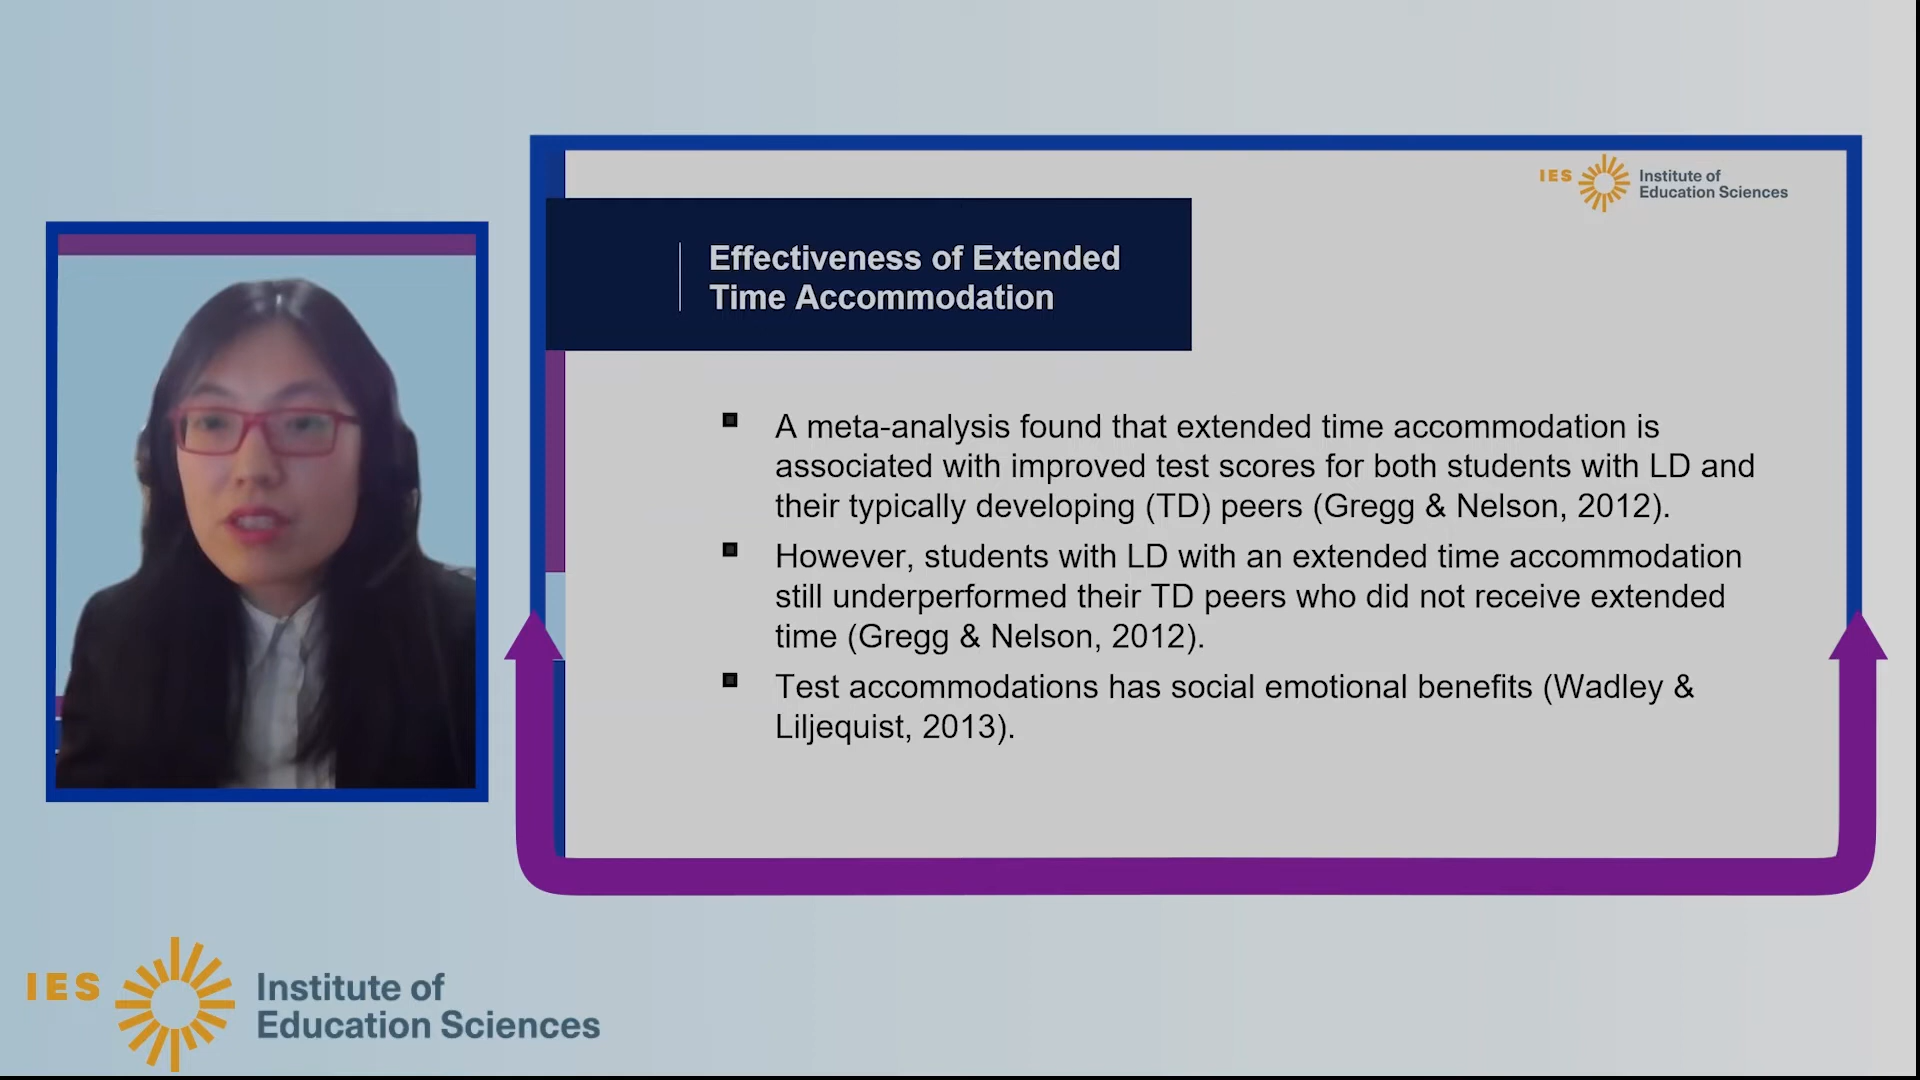 IES
Institute of
Education Sciences
Effectiveness of Extended
Time Accommodation
A meta-analysis found that extended time accommodation is
associated with improved test scores for both students with LD and
their typically developing (TD) peers (Gregg & Nelson, 2012).
However, students with LD with an extended time accommodation
still underperformed their TD peers who did not receive extended
time (Gregg & Nelson, 2012).
Test accommodations has social emotional benefits (Wadley &
Liljequist, 2013).
IES
Institute of
Education Sciences